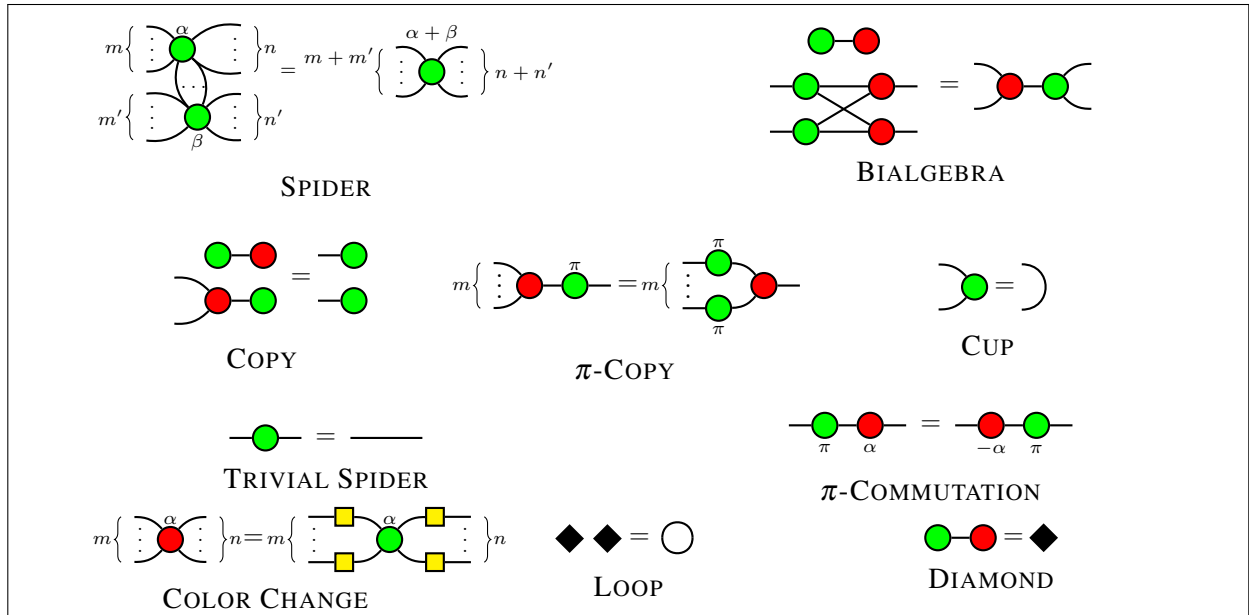 α
m { n = m + m′ { α + β } n + n′
m′ { } n′
β
SPIDER
=
BIALGEBRA
=
COPY
m { π = m { π
π
π-COPY
=
CUP
=
TRIVIAL SPIDER
π α = −α π
π-COMMUTATION
m { α } n = m { α } n
COLOR CHANGE
=
LOOP
=
DIAMOND